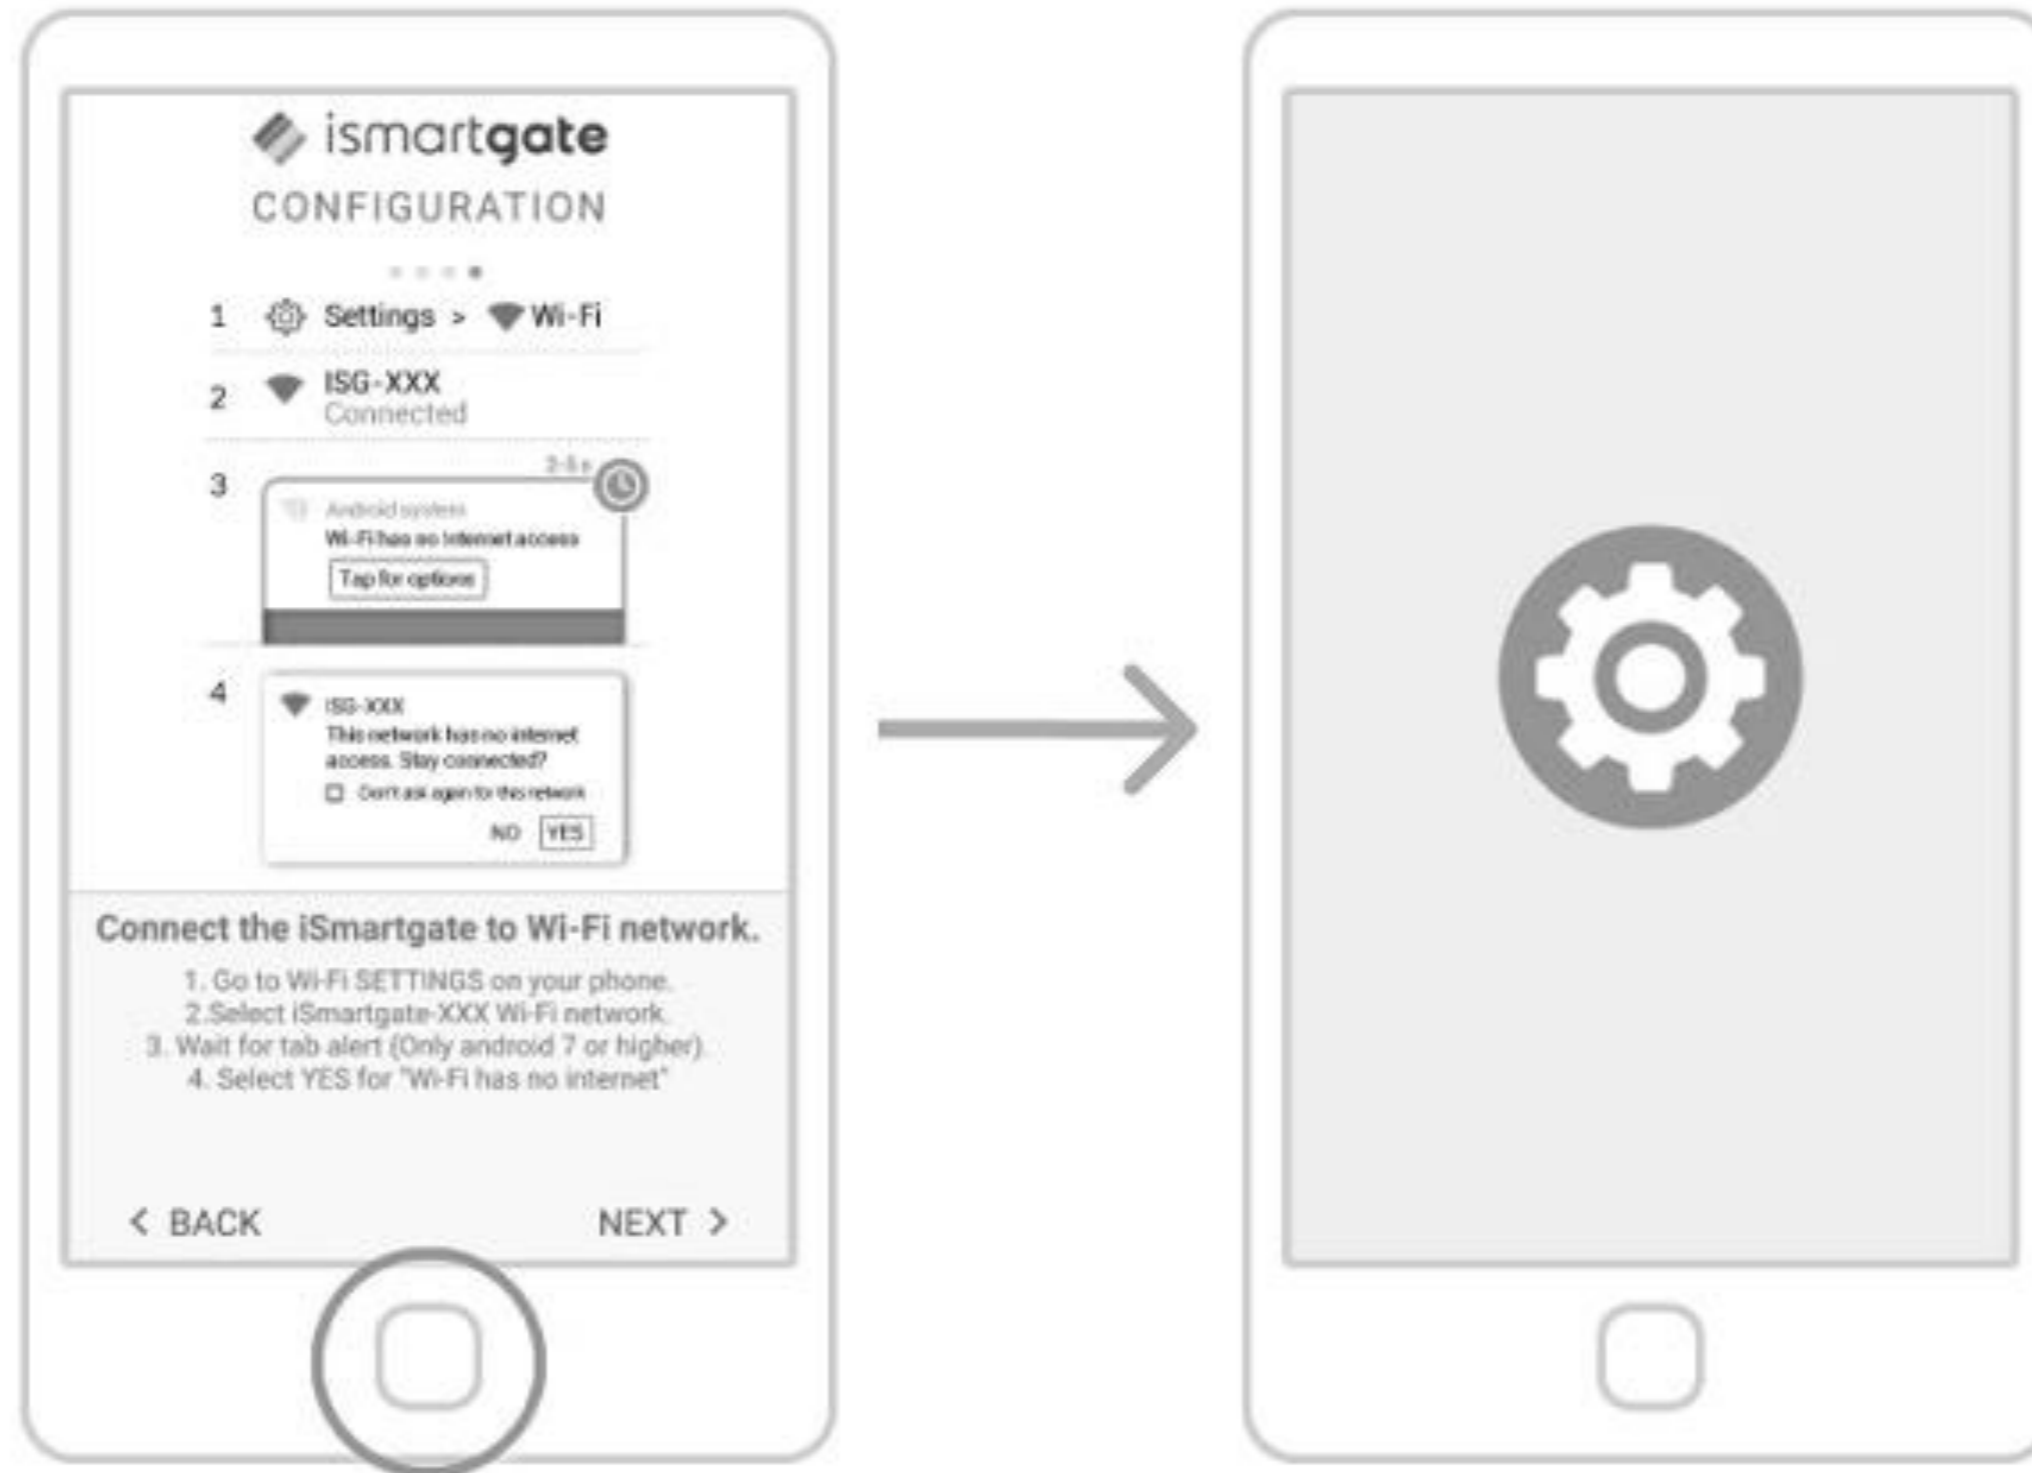 ismartgate
CONFIGURATION
1 Settings > Wi-Fi
2 ISG-XXX
Connected
3 2-5 s
Android system
Wi-Fi has no Internet access
Tap for options
4 ISG-XXX
This network has no internet
access. Stay connected?
Don't ask again for this network
NO YES
Connect the iSmartgate to Wi-Fi network.
1. Go to Wi-Fi SETTINGS on your phone.
2.Select iSmartgate-XXX Wi-Fi network.
3. Wait for tab alert (Only android 7 or higher).
4. Select YES for "Wi-Fi has no internet"
< BACK NEXT >